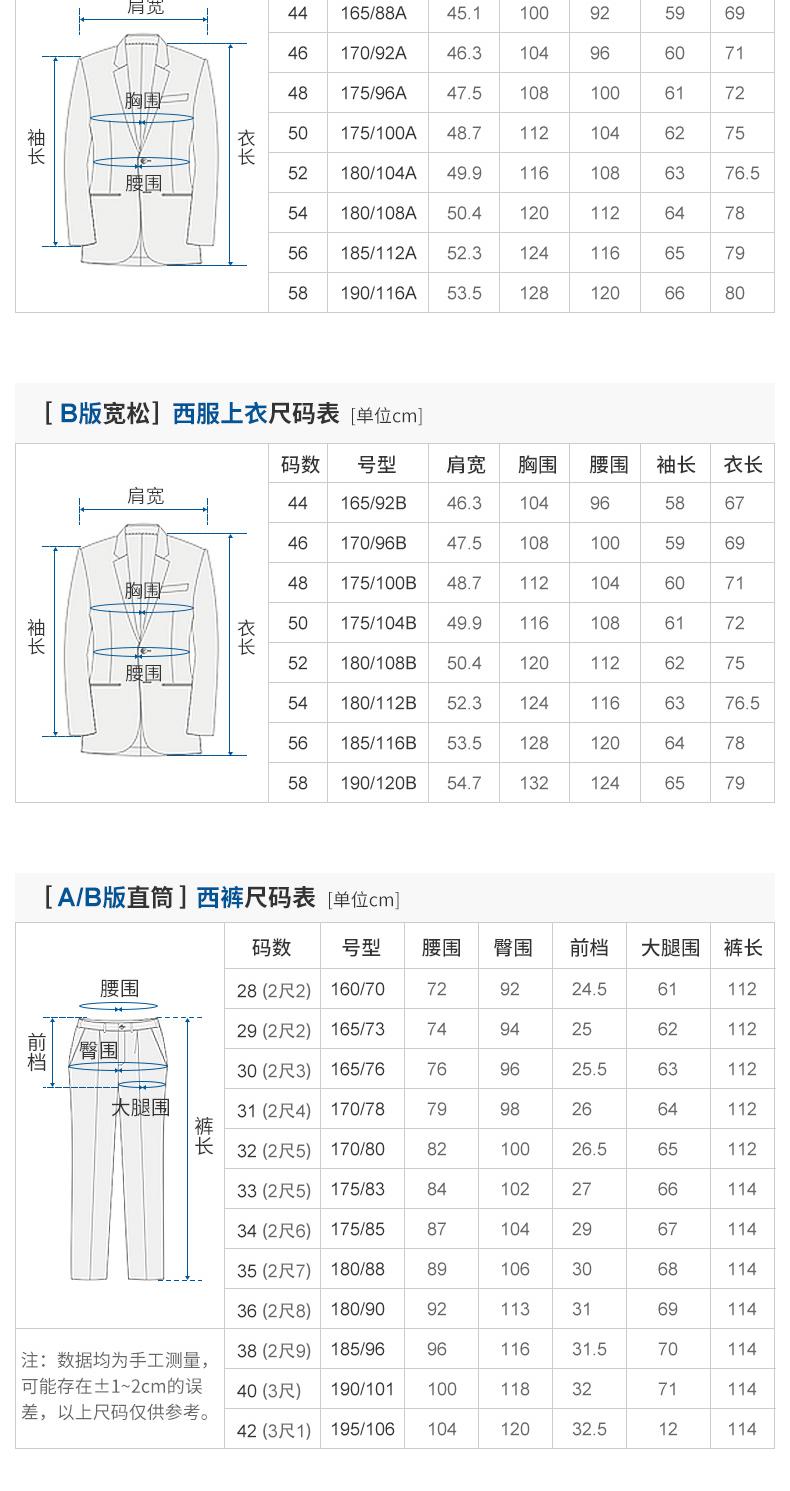 肩宽
44 165/88A 45.1 100 92 59 69
46 170/92A 46.3 104 96 60 71
48 175/96A 47.5 108 100 61 72
50 175/100A 48.7 112 104 62 75
52 180/104A 49.9 116 108 63 76.5
54 180/108A 50.4 120 112 64 78
56 185/112A 52.3 124 116 65 79
58 190/116A 53.5 128 120 66 80
胸围
袖长
衣长
腰围
[ B版宽松] 西服上衣尺码表 [单位cm]
码数 号型 肩宽 胸围 腰围 袖长 衣长
44 165/92B 46.3 104 96 58 67
46 170/96B 47.5 108 100 59 69
48 175/100B 48.7 112 104 60 71
50 175/104B 49.9 116 108 61 72
52 180/108B 50.4 120 112 62 75
54 180/112B 52.3 124 116 63 76.5
56 185/116B 53.5 128 120 64 78
58 190/120B 54.7 132 124 65 79
肩宽
胸围
袖长
衣长
腰围
[ A/B版直筒 ] 西裤尺码表 [单位cm]
码数 号型 腰围 臀围 前档 大腿围 裤长
28 (2尺2) 160/70 72 92 24.5 61 112
29 (2尺2) 165/73 74 94 25 62 112
30 (2尺3) 165/76 76 96 25.5 63 112
31 (2尺4) 170/78 79 98 26 64 112
32 (2尺5) 170/80 82 100 26.5 65 112
33 (2尺5) 175/83 84 102 27 66 114
34 (2尺6) 175/85 87 104 29 67 114
35 (2尺7) 180/88 89 106 30 68 114
36 (2尺8) 180/90 92 113 31 69 114
38 (2尺9) 185/96 96 116 31.5 70 114
40 (3尺) 190/101 100 118 32 71 114
42 (3尺1) 195/106 104 120 32.5 12 114
腰围
前档
臀围
大腿围
裤长
注：数据均为手工测量，
可能存在±1~2cm的误
差，以上尺码仅供参考。